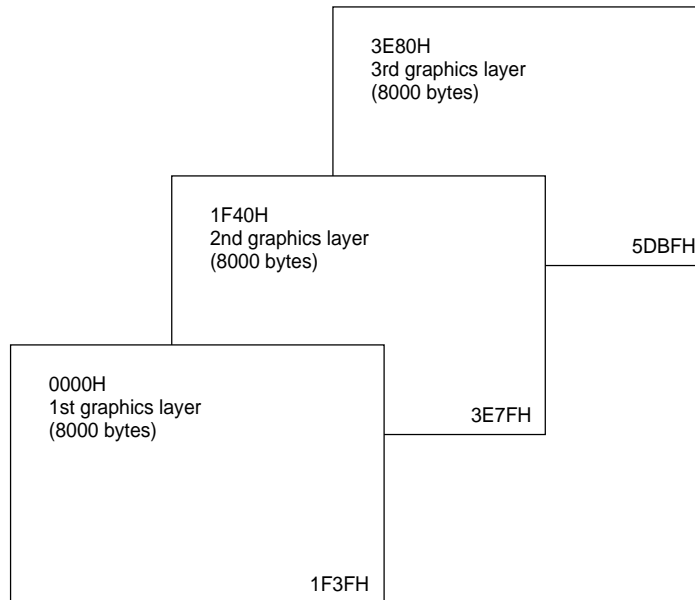 3E80H
3rd graphics layer
(8000 bytes)
1F40H
2nd graphics layer
(8000 bytes)
5DBFH
0000H
1st graphics layer
(8000 bytes)
3E7FH
1F3FH